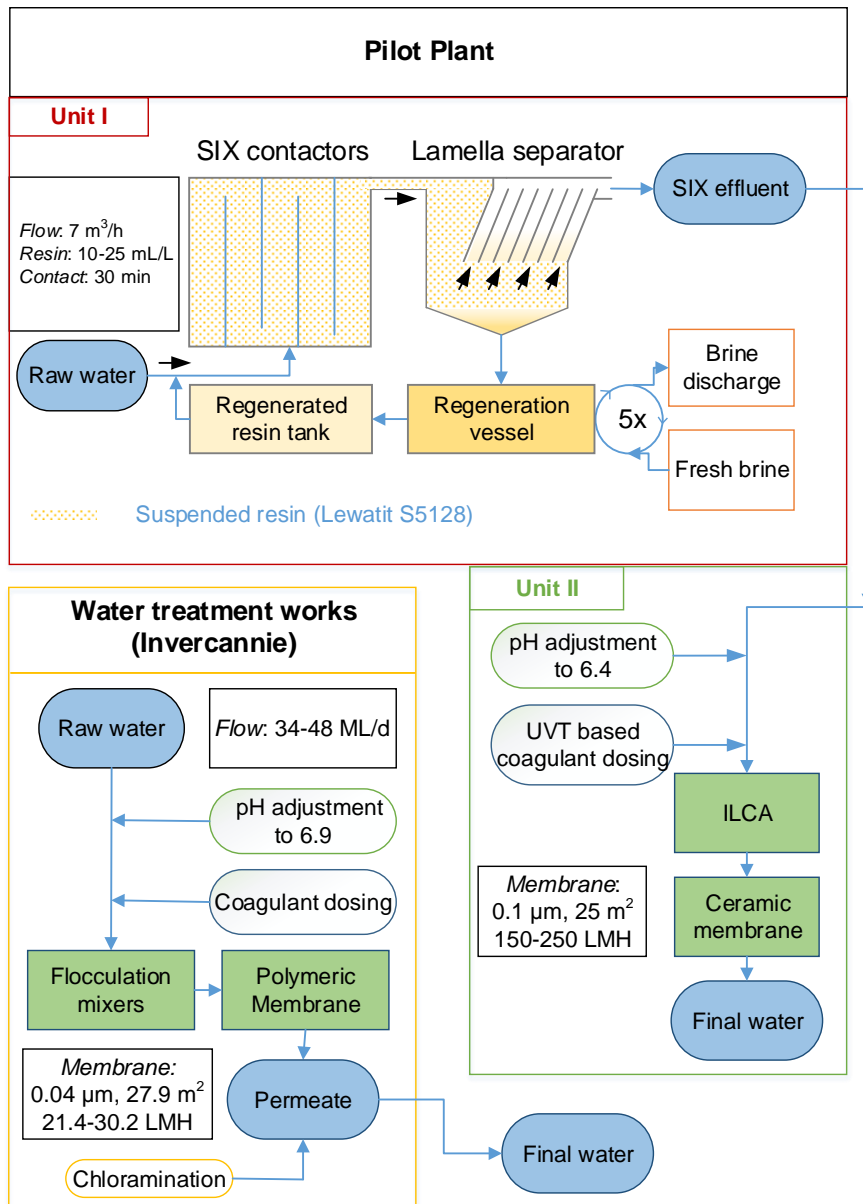 Pilot Plant
Unit I
SIX contactors
Lamella separator
Flow: 7 m³/h
Resin: 10-25 mL/L
Contact: 30 min
SIX effluent
Raw water
Regenerated
resin tank
Regeneration
vessel
5x
Brine
discharge
Fresh brine
Suspended resin (Lewatit S5128)
Water treatment works
(Invercannie)
Raw water
Flow: 34-48 ML/d
pH adjustment
to 6.9
Coagulant dosing
Flocculation
mixers
Polymeric
Membrane
Membrane:
0.04 µm, 27.9 m²
21.4-30.2 LMH
Permeate
Chloramination
Final water
Unit II
pH adjustment
to 6.4
UVT based
coagulant dosing
ILCA
Membrane:
0.1 µm, 25 m²
150-250 LMH
Ceramic
membrane
Final water